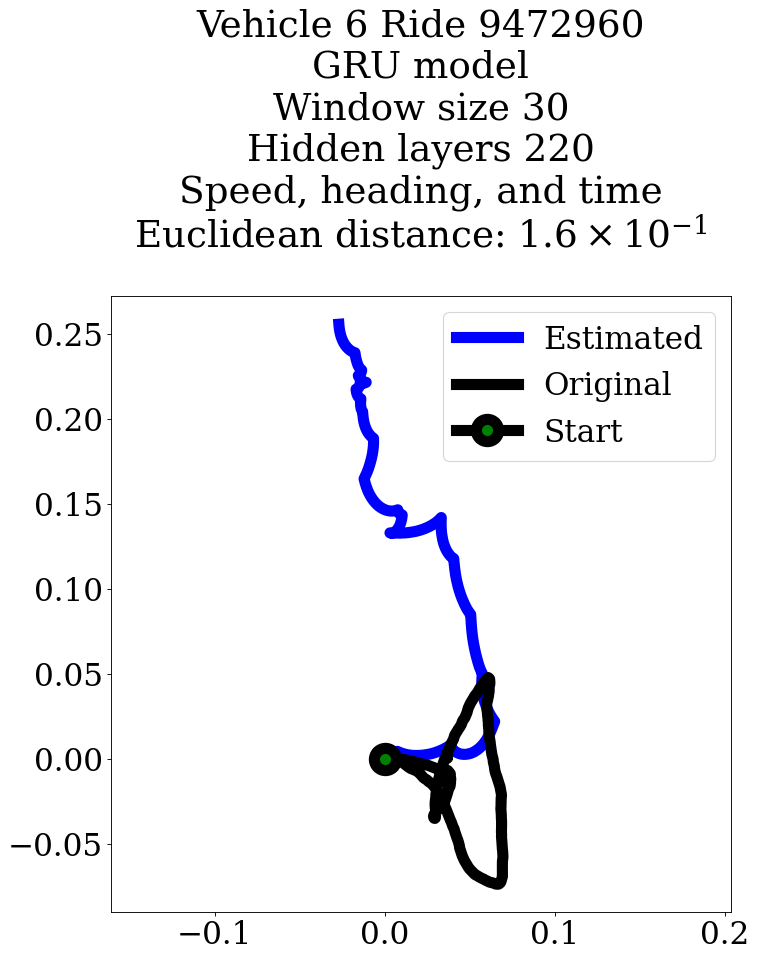 Vehicle 6 Ride 9472960
GRU model
Window size 30
Hidden layers 220
Speed, heading, and time
Euclidean distance: 1.6 × 10⁻¹
Estimated
Original
Start
0.25
0.20
0.15
0.10
0.05
0.00
−0.05
−0.1
0.0
0.1
0.2